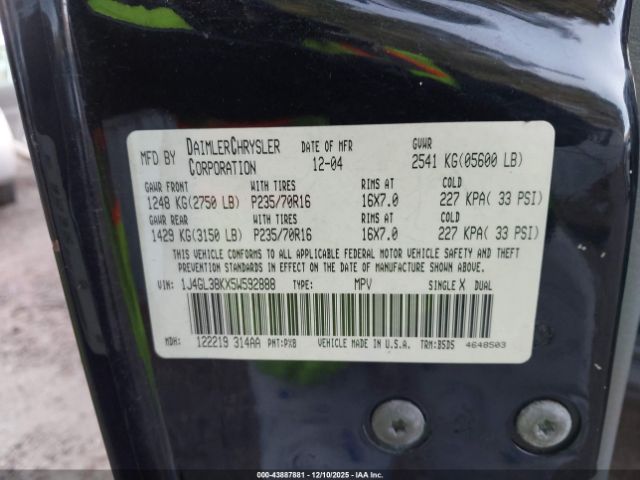 MFD BY DAIMLERCHRYSLER CORPORATION DATE OF MFR 12-04 GVWR 2541 KG(05600 LB)
GAWR FRONT WITH TIRES RIMS AT COLD
1248 KG(2750 LB) P235/70R16 16X7.0 227 KPA( 33 PSI)
GAWR REAR WITH TIRES RIMS AT COLD
1429 KG(3150 LB) P235/70R16 16X7.0 227 KPA( 33 PSI)
THIS VEHICLE CONFORMS TO ALL APPLICABLE FEDERAL MOTOR VEHICLE SAFETY AND THEFT
PREVENTION STANDARDS IN EFFECT ON THE DATE OF MANUFACTURE SHOWN ABOVE.
VIN: 1J4GL38KX5W592888 TYPE: MPV SINGLE X DUAL
MDH: 122219 314AA PNT:PXB VEHICLE MADE IN U.S.A. TRM:B5D5 4648503
000-43887881 - 12/10/2025 - IAA Holdings, LLC